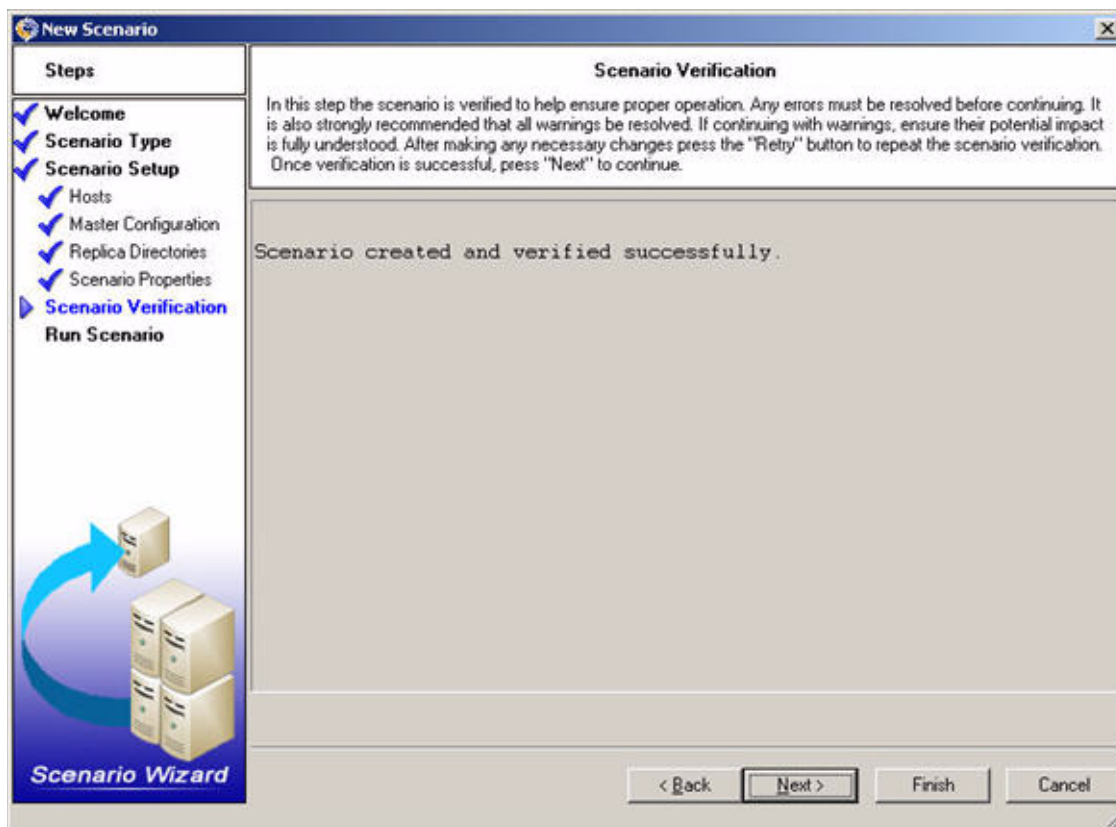 New Scenario
Steps
Welcome
Scenario Type
Scenario Setup
Hosts
Master Configuration
Replica Directories
Scenario Properties
Scenario Verification
Run Scenario
Scenario Wizard
Scenario Verification
In this step the scenario is verified to help ensure proper operation. Any errors must be resolved before continuing. It
is also strongly recommended that all warnings be resolved. If continuing with warnings, ensure their potential impact
is fully understood. After making any necessary changes press the "Retry" button to repeat the scenario verification.
Once verification is successful, press "Next" to continue.
Scenario created and verified successfully.
< Back
Next >
Finish
Cancel